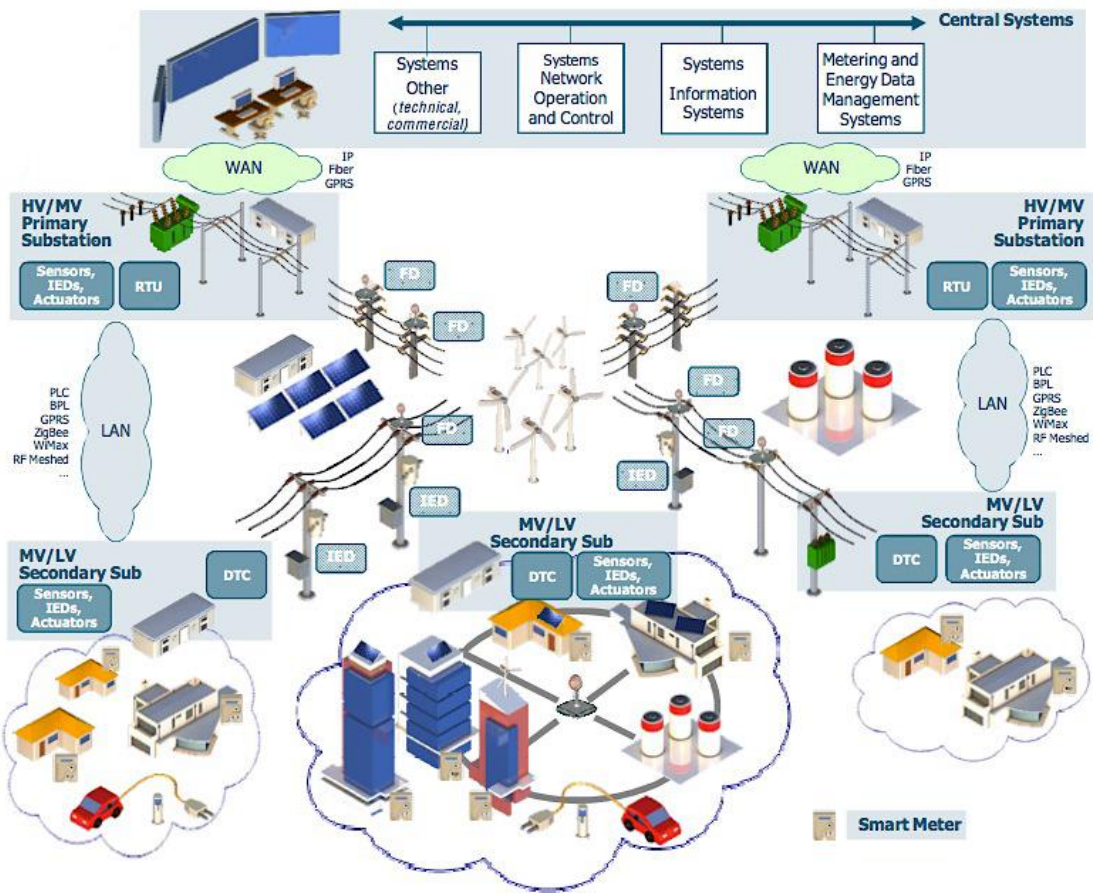 Central Systems
Systems
Other
(technical,
commercial)
Systems
Network
Operation
and Control
Systems
Information
Systems
Metering and
Energy Data
Management
Systems
WAN
IP
Fiber
GPRS
WAN
IP
Fiber
GPRS
HV/MV
Primary
Substation
Sensors,
IEDs,
Actuators
RTU
HV/MV
Primary
Substation
RTU
Sensors,
IEDs,
Actuators
FD
FD
FD
FD
FD
FD
FD
IED
IED
IED
PLC
BPL
GPRS
ZigBee
WiMax
RF Meshed
...
LAN
LAN
PLC
BPL
GPRS
ZigBee
WiMax
RF Meshed
...
MV/LV
Secondary Sub
Sensors,
IEDs,
Actuators
DTC
MV/LV
Secondary Sub
DTC
Sensors,
IEDs,
Actuators
MV/LV
Secondary Sub
DTC
Sensors,
IEDs,
Actuators
Smart Meter